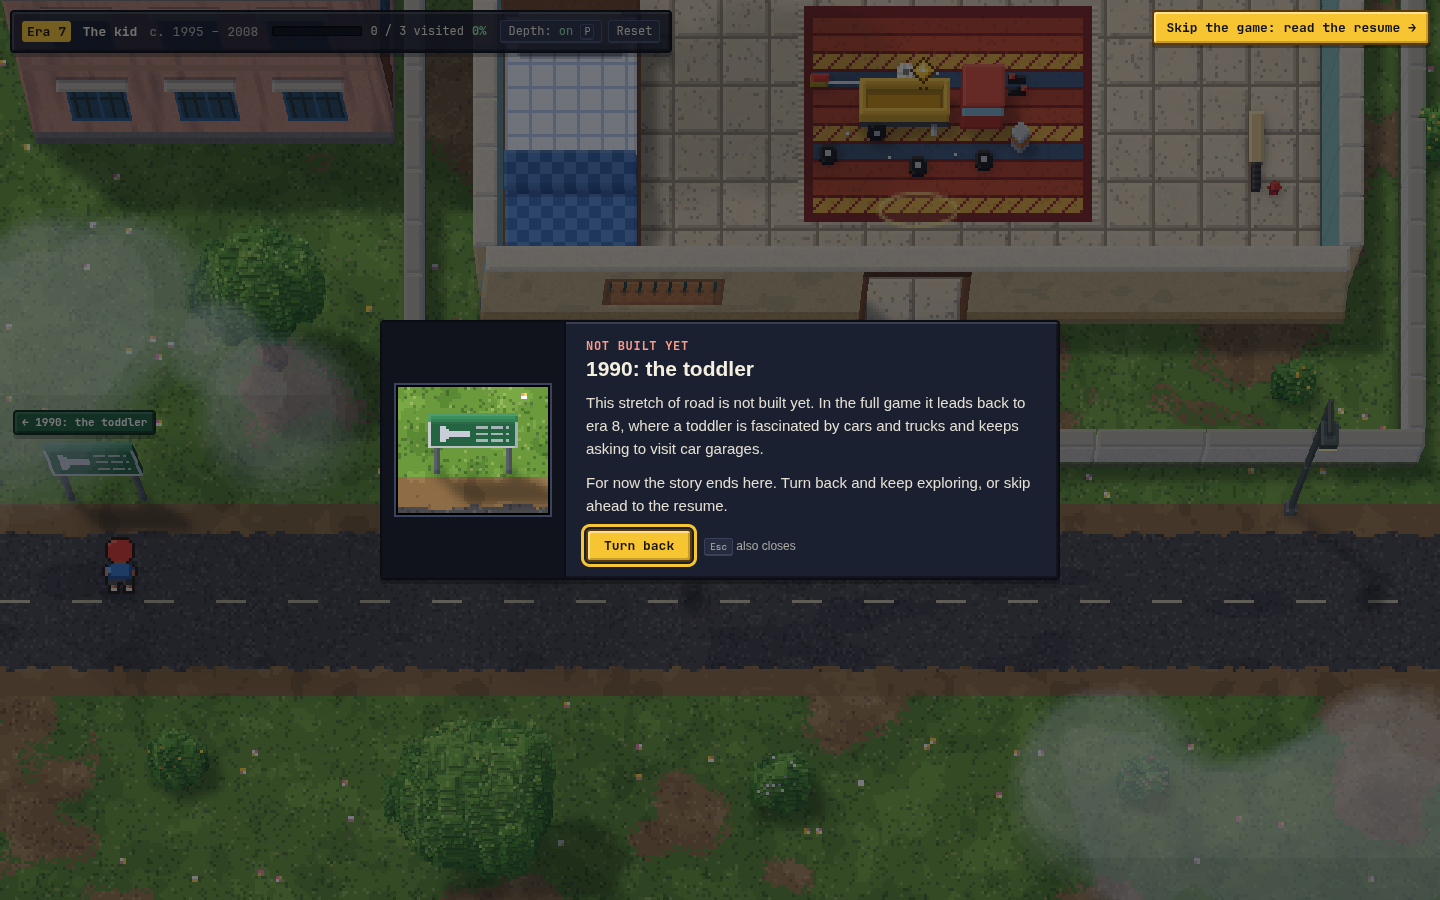 Era 7 The kid c. 1995 – 2008 0 / 3 visited 0% Depth: on P Reset
Skip the game: read the resume →
← 1990: the toddler
NOT BUILT YET
1990: the toddler
This stretch of road is not built yet. In the full game it leads back to
era 8, where a toddler is fascinated by cars and trucks and keeps
asking to visit car garages.
For now the story ends here. Turn back and keep exploring, or skip
ahead to the resume.
Turn back Esc also closes